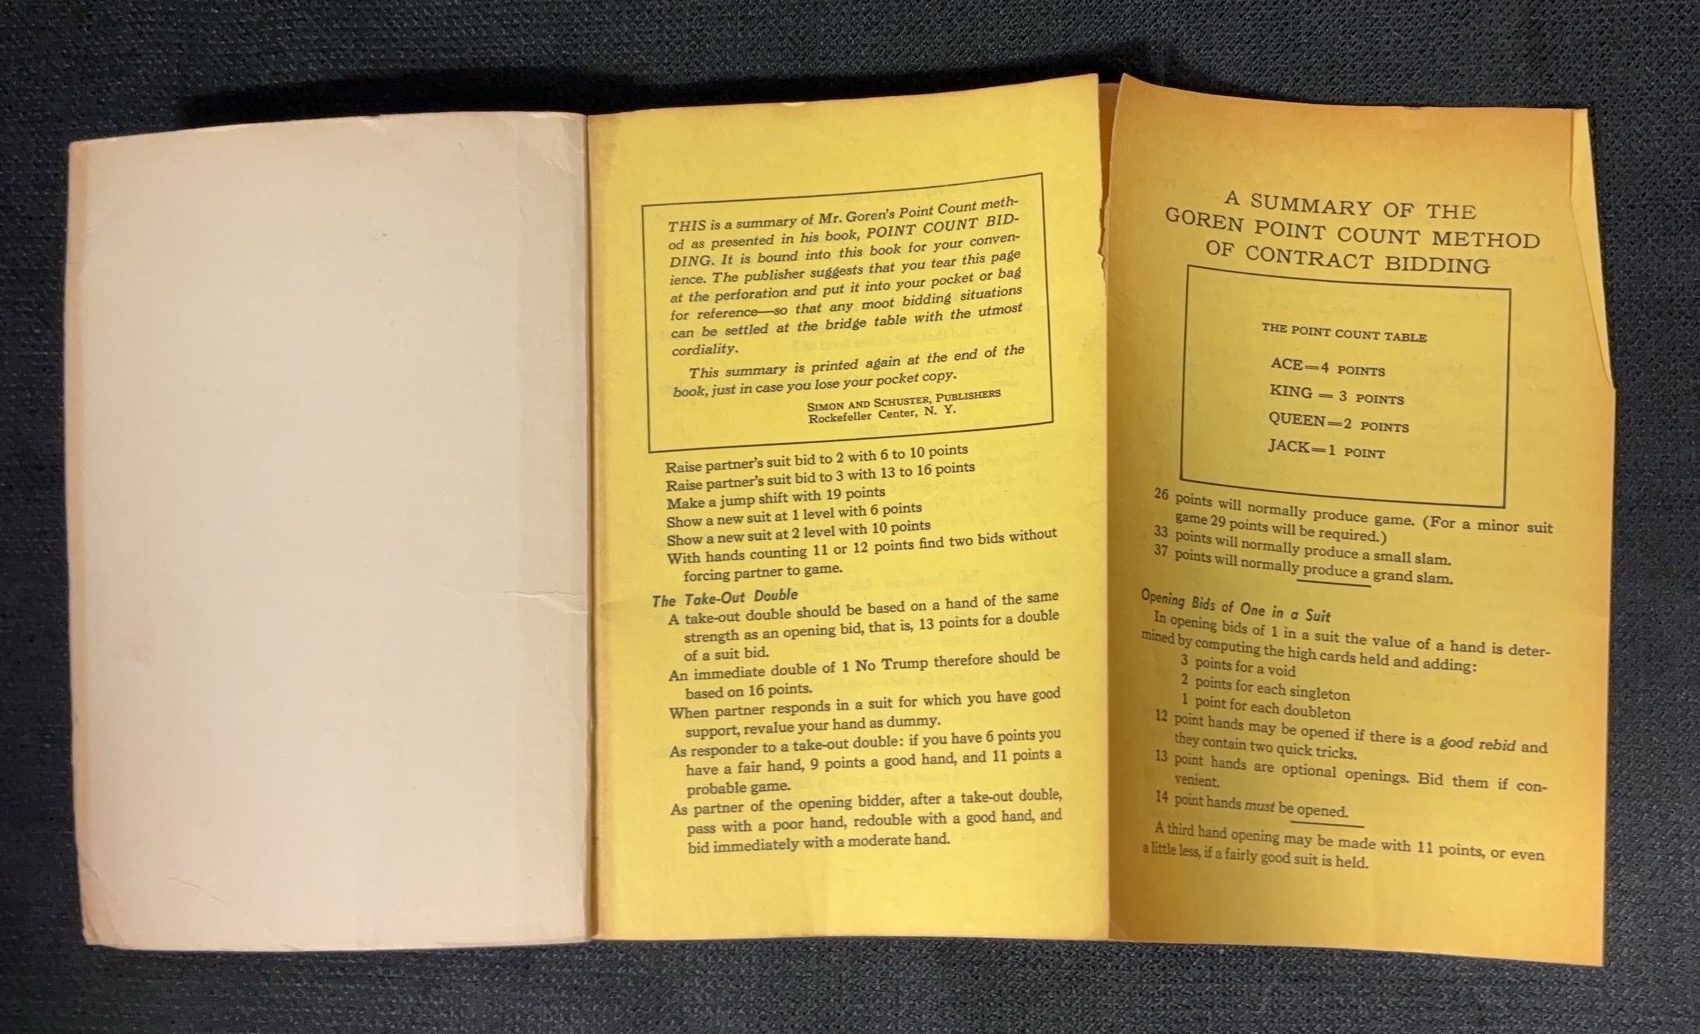 THIS is a summary of Mr. Goren's Point Count meth-
od as presented in his book, POINT COUNT BID-
DING. It is bound into this book for your conven-
ience. The publisher suggests that you tear this page
at the perforation and put it into your pocket or bag
for reference—so that any moot bidding situations
can be settled at the bridge table with the utmost
cordiality.
This summary is printed again at the end of the
book, just in case you lose your pocket copy.
SIMON AND SCHUSTER, PUBLISHERS
Rockefeller Center, N. Y.
Raise partner's suit bid to 2 with 6 to 10 points
Raise partner's suit bid to 3 with 13 to 16 points
Make a jump shift with 19 points
Show a new suit at 1 level with 6 points
Show a new suit at 2 level with 10 points
With hands counting 11 or 12 points find two bids without
forcing partner to game.
The Take-Out Double
A take-out double should be based on a hand of the same
strength as an opening bid, that is, 13 points for a double
of a suit bid.
An immediate double of 1 No Trump therefore should be
based on 16 points.
When partner responds in a suit for which you have good
support, revalue your hand as dummy.
As responder to a take-out double: if you have 6 points you
have a fair hand, 9 points a good hand, and 11 points a
probable game.
As partner of the opening bidder, after a take-out double,
pass with a poor hand, redouble with a good hand, and
bid immediately with a moderate hand.
A SUMMARY OF THE
GOREN POINT COUNT METHOD
OF CONTRACT BIDDING
THE POINT COUNT TABLE
ACE=4 POINTS
KING = 3 POINTS
QUEEN=2 POINTS
JACK=1 POINT
26 points will normally produce game. (For a minor suit
game 29 points will be required.)
33 points will normally produce a small slam.
37 points will normally produce a grand slam.
Opening Bids of One in a Suit
In opening bids of 1 in a suit the value of a hand is deter-
mined by computing the high cards held and adding:
3 points for a void
2 points for each singleton
1 point for each doubleton
12 point hands may be opened if there is a good rebid and
they contain two quick tricks.
13 point hands are optional openings. Bid them if con-
venient.
14 point hands must be opened.
A third hand opening may be made with 11 points, or even
a little less, if a fairly good suit is held.